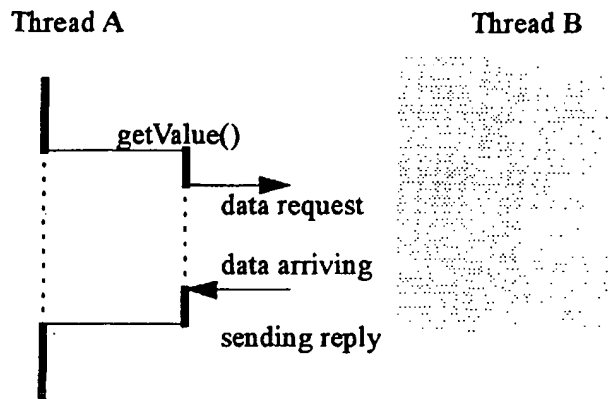 Thread A
Thread B
getValue()
data request
data arriving
sending reply